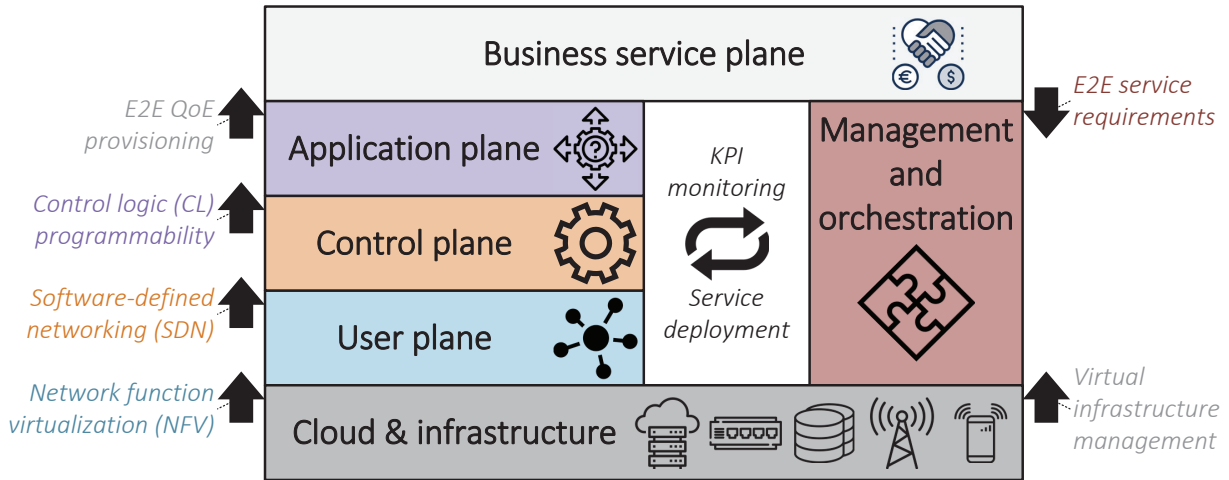 Business service plane
€
$
E2E QoE
provisioning
E2E service
requirements
Application plane
?
KPI
monitoring
Management
and
orchestration
Control logic (CL)
programmability
Control plane
Software-defined
networking (SDN)
User plane
Service
deployment
Network function
virtualization (NFV)
Cloud & infrastructure
Virtual
infrastructure
management